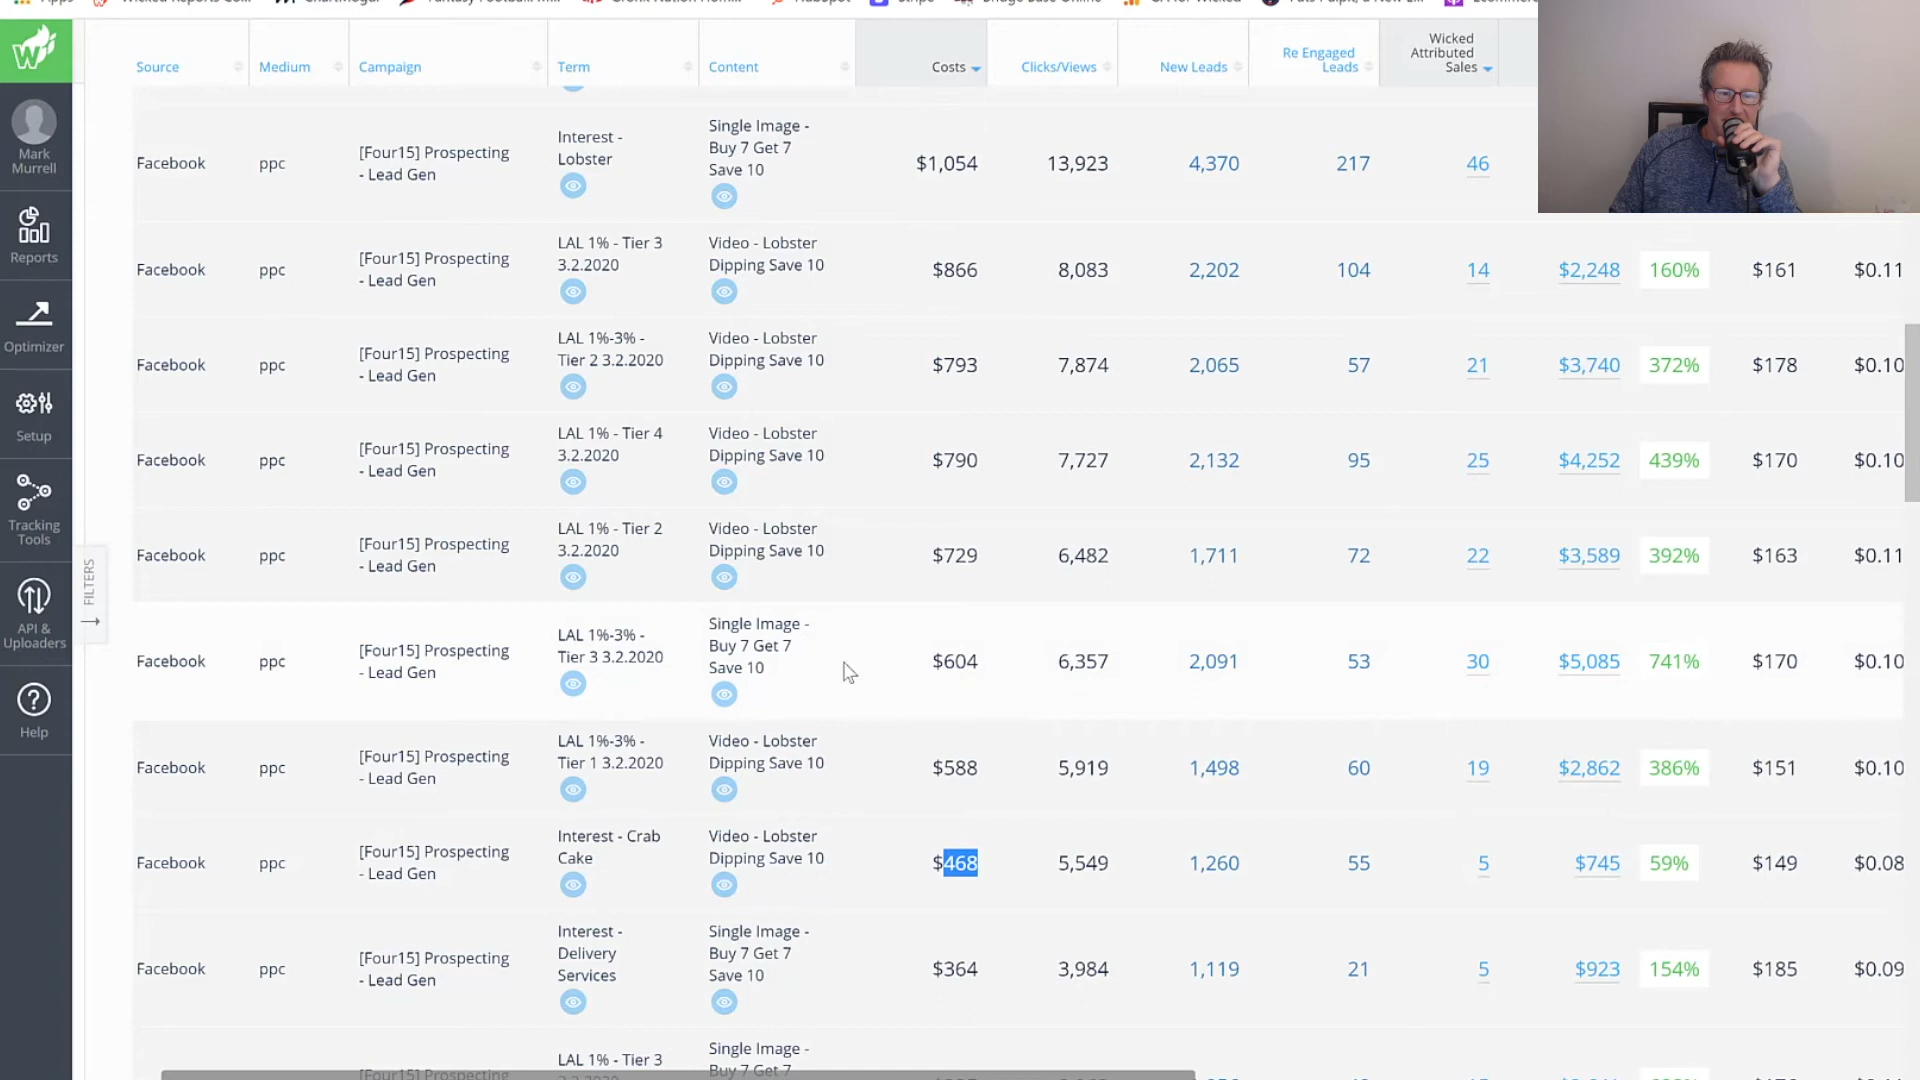 Apps
Stripe
HubSpot
Source
Medium
Campaign
Term
Content
Costs
Clicks/Views
New Leads
Re Engaged
Leads
Wicked
Attributed
Sales
Mark
Murrell
Reports
Optimizer
Setup
Tracking
Tools
API &
Uploaders
Help
FILTERS
Facebook
ppc
[Four15] Prospecting
- Lead Gen
Interest -
Lobster
Single Image -
Buy 7 Get 7
Save 10
$1,054
13,923
4,370
217
46
Facebook
ppc
[Four15] Prospecting
- Lead Gen
LAL 1% - Tier 3
3.2.2020
Video - Lobster
Dipping Save 10
$866
8,083
2,202
104
14
$2,248
160%
$161
$0.11
Facebook
ppc
[Four15] Prospecting
- Lead Gen
LAL 1%-3% -
Tier 2 3.2.2020
Video - Lobster
Dipping Save 10
$793
7,874
2,065
57
21
$3,740
372%
$178
$0.10
Facebook
ppc
[Four15] Prospecting
- Lead Gen
LAL 1% - Tier 4
3.2.2020
Video - Lobster
Dipping Save 10
$790
7,727
2,132
95
25
$4,252
439%
$170
$0.10
Facebook
ppc
[Four15] Prospecting
- Lead Gen
LAL 1% - Tier 2
3.2.2020
Video - Lobster
Dipping Save 10
$729
6,482
1,711
72
22
$3,589
392%
$163
$0.11
Facebook
ppc
[Four15] Prospecting
- Lead Gen
LAL 1%-3% -
Tier 3 3.2.2020
Single Image -
Buy 7 Get 7
Save 10
$604
6,357
2,091
53
30
$5,085
741%
$170
$0.10
Facebook
ppc
[Four15] Prospecting
- Lead Gen
LAL 1%-3% -
Tier 1 3.2.2020
Video - Lobster
Dipping Save 10
$588
5,919
1,498
60
19
$2,862
386%
$151
$0.10
Facebook
ppc
[Four15] Prospecting
- Lead Gen
Interest - Crab
Cake
Video - Lobster
Dipping Save 10
$468
5,549
1,260
55
5
$745
59%
$149
$0.08
Facebook
ppc
[Four15] Prospecting
- Lead Gen
Interest -
Delivery
Services
Single Image -
Buy 7 Get 7
Save 10
$364
3,984
1,119
21
5
$923
154%
$185
$0.09
LAL 1% - Tier 3
Single Image -
Buy 7 Get 7
[Four15] Prospecting